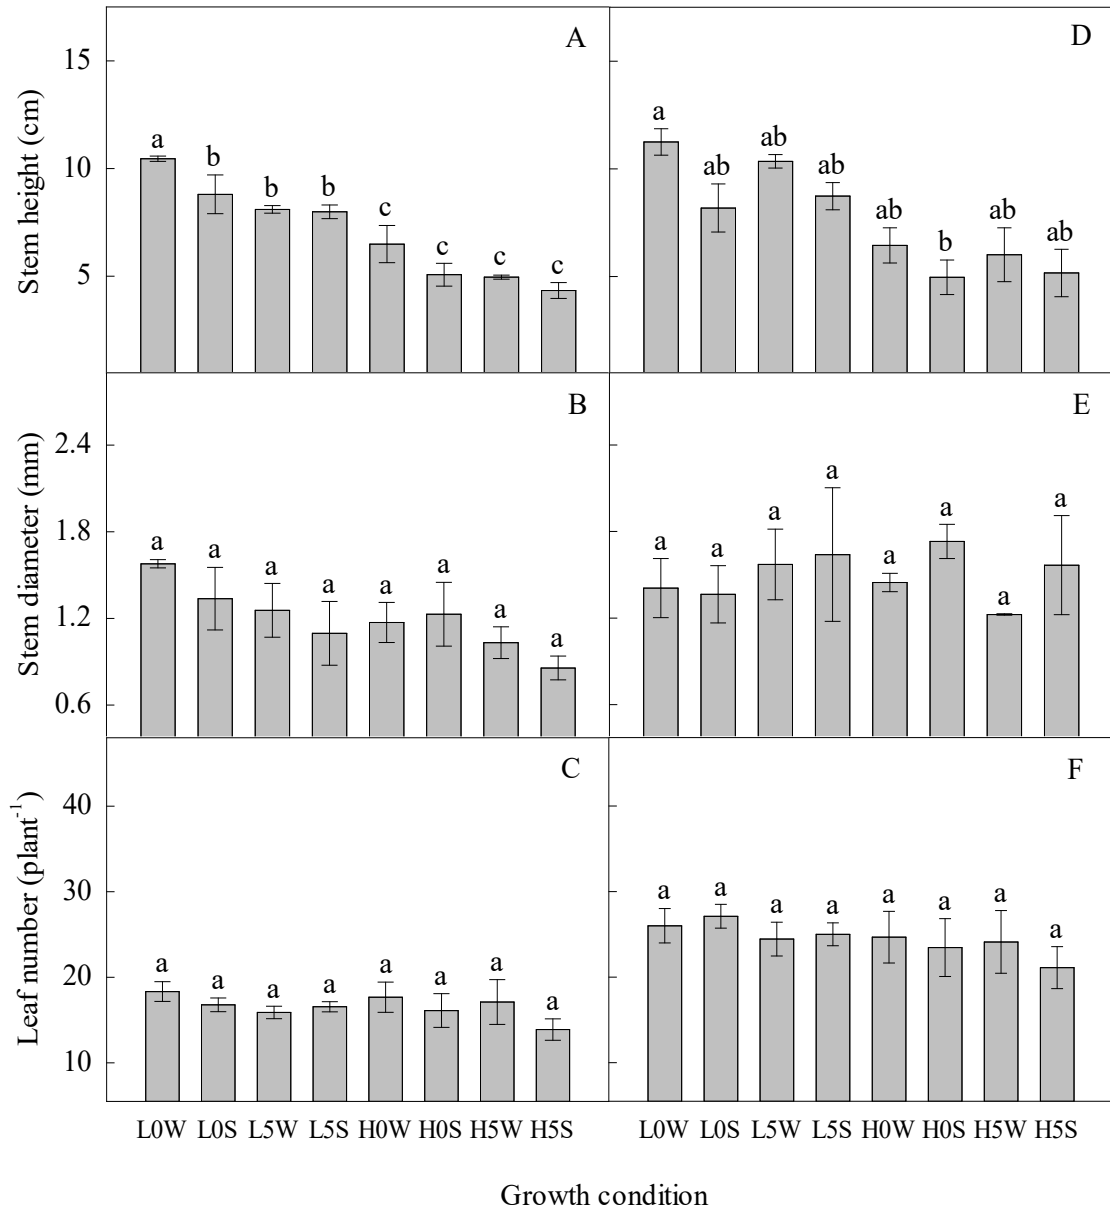 A
Stem height (cm)
15
10
5
a
b
b
b
c
c
c
c
D
a
ab
ab
ab
ab
b
ab
ab
B
Stem diameter (mm)
2.4
1.8
1.2
0.6
a
a
a
a
a
a
a
a
E
a
a
a
a
a
a
a
a
C
Leaf number (plant⁻¹)
40
30
20
10
a
a
a
a
a
a
a
a
F
a
a
a
a
a
a
a
a
L0W L0S L5W L5S H0W H0S H5W H5S
L0W L0S L5W L5S H0W H0S H5W H5S
Growth condition